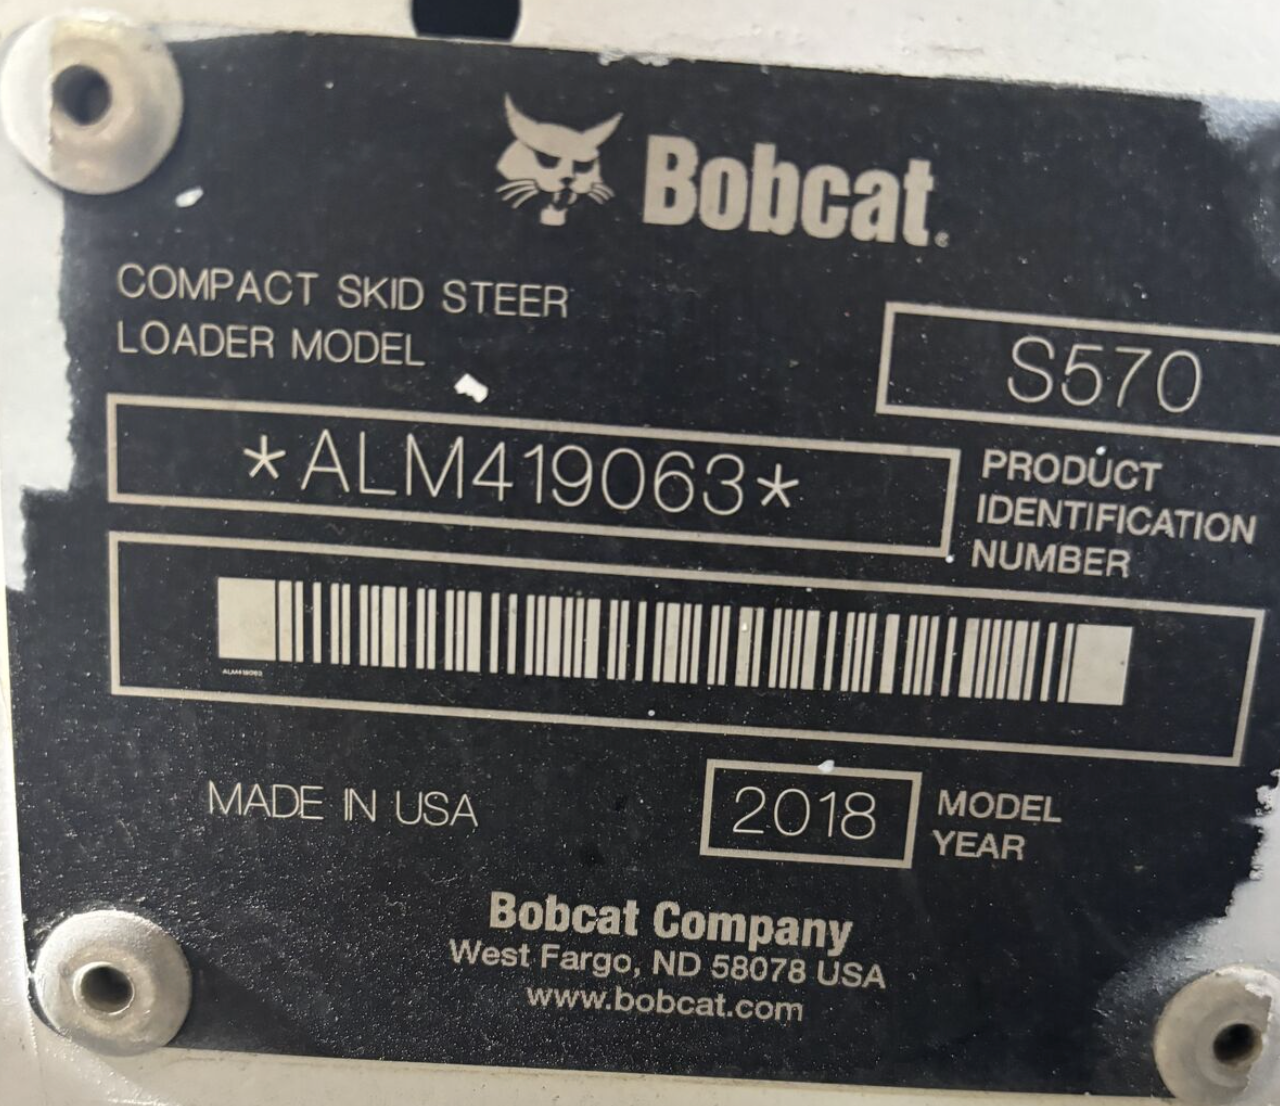 Bobcat
COMPACT SKID STEER
LOADER MODEL
S570
*ALM419063*
PRODUCT
IDENTIFICATION
NUMBER
ALM419063
MADE IN USA
2018
MODEL
YEAR
Bobcat Company
West Fargo, ND 58078 USA
www.bobcat.com